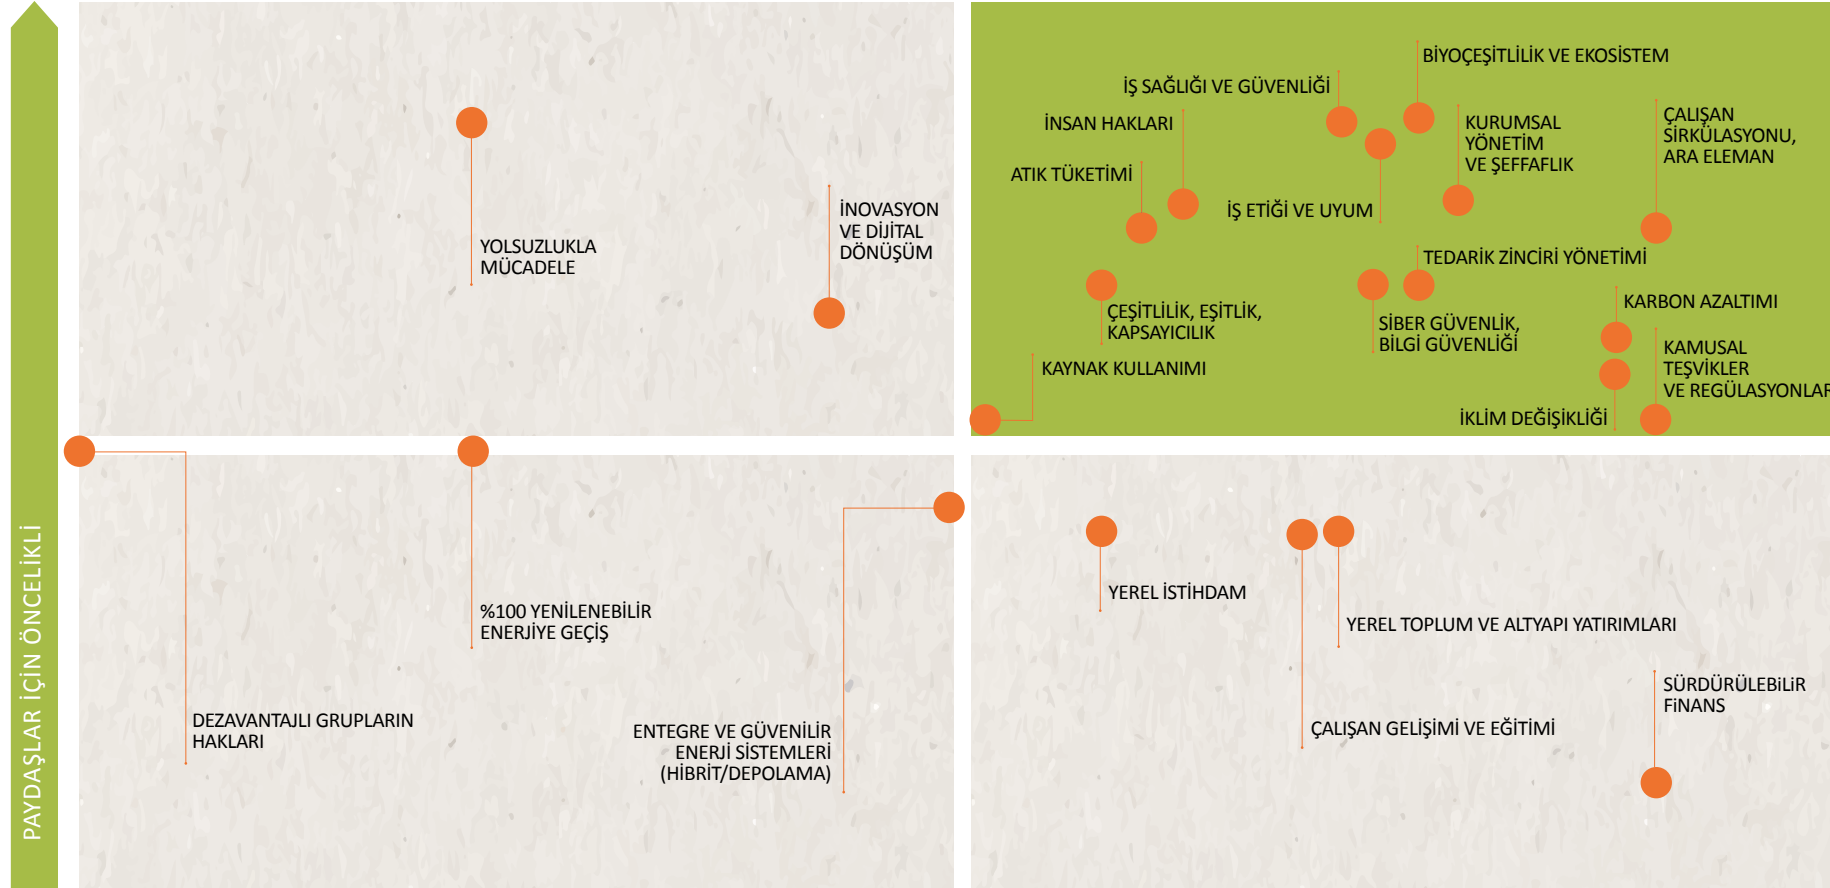 PAYDAŞLAR İÇİN ÖNCELİKLİ
YOLSUZLUKLA
MÜCADELE
İNOVASYON
VE DİJİTAL
DÖNÜŞÜM
BİYOÇEŞİTLİLİK VE EKOSİSTEM
İŞ SAĞLIĞI VE GÜVENLİĞİ
İNSAN HAKLARI
KURUMSAL
YÖNETİM
VE ŞEFFAFLIK
ÇALIŞAN
SİRKÜLASYONU,
ARA ELEMAN
ATIK TÜKETİMİ
İŞ ETİĞİ VE UYUM
TEDARİK ZİNCİRİ YÖNETİMİ
ÇEŞİTLİLİK, EŞİTLİK,
KAPSAYICILIK
SİBER GÜVENLİK,
BİLGİ GÜVENLİĞİ
KARBON AZALTIMI
KAYNAK KULLANIMI
KAMUSAL
TEŞVİKLER
VE REGÜLASYONLAR
İKLİM DEĞİŞİKLİĞİ
%100 YENİLENEBİLİR
ENERJİYE GEÇİŞ
DEZAVANTAJLI GRUPLARIN
HAKLARI
ENTEGRE VE GÜVENİLİR
ENERJİ SİSTEMLERİ
(HİBRİT/DEPOLAMA)
YEREL İSTİHDAM
YEREL TOPLUM VE ALTYAPI YATIRIMLARI
ÇALIŞAN GELİŞİMİ VE EĞİTİMİ
SÜRDÜRÜLEBiLiR
FiNANS